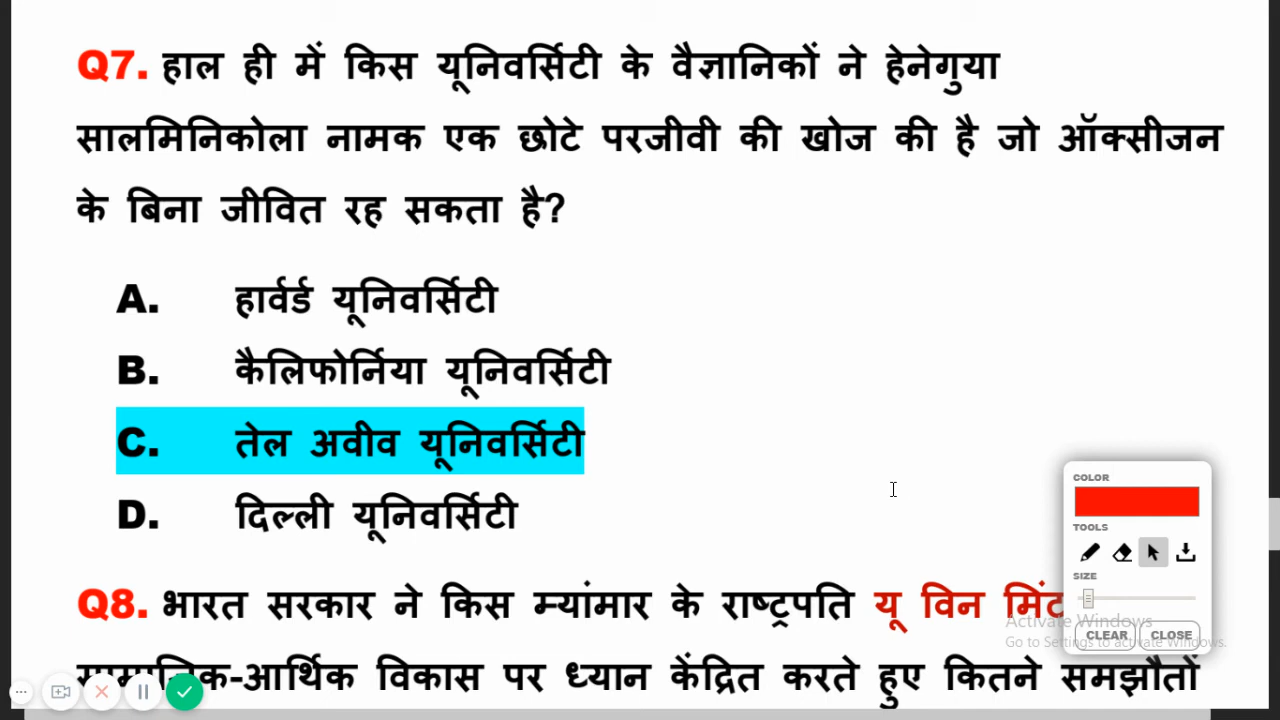 Q7. हाल ही में किस यूनिवर्सिटी के वैज्ञानिकों ने हेनेगुया
सालमिनिकोला नामक एक छोटे परजीवी की खोज की है जो ऑक्सीजन
के बिना जीवित रह सकता है?
A. हार्वर्ड यूनिवर्सिटी
B. कैलिफोर्निया यूनिवर्सिटी
C. तेल अवीव यूनिवर्सिटी
D. दिल्ली यूनिवर्सिटी
COLOR
TOOLS
SIZE
CLEAR CLOSE
Activate Windows
Go to Settings to activate Windows.
Q8. भारत सरकार ने किस म्यांमार के राष्ट्रपति यू विन मिंट
सामाजिक-आर्थिक विकास पर ध्यान केंद्रित करते हुए कितने समझौतों